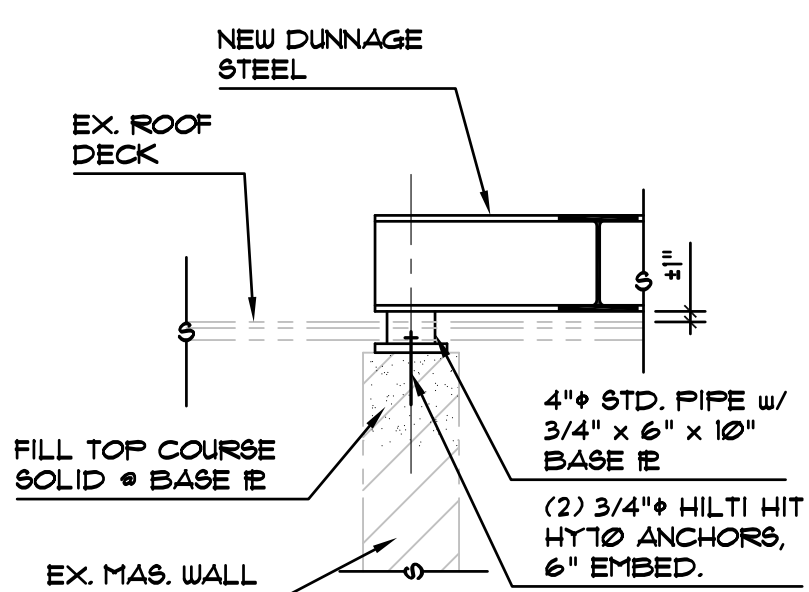 NEW DUNNAGE
STEEL
EX. ROOF
DECK
±1"
S
S
4"ϕ STD. PIPE w/
3/4" x 6" x 10"
BASE PL
FILL TOP COURSE
SOLID @ BASE PL
(2) 3/4"ϕ HILTI HIT
HY70 ANCHORS,
6" EMBED.
EX. MAS. WALL
S